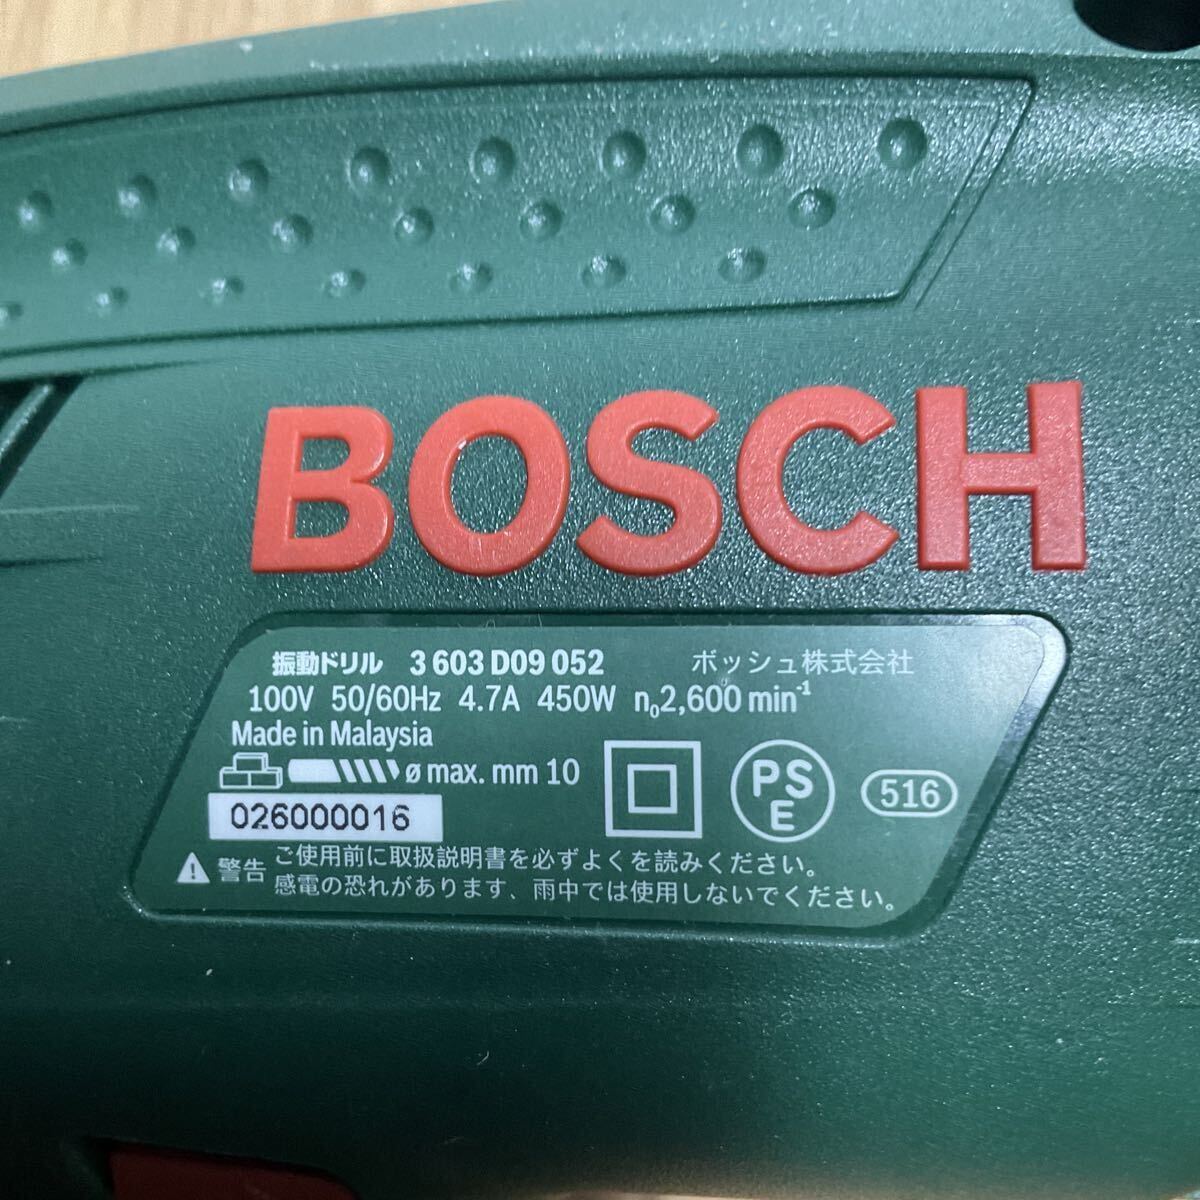 BOSCH
振動ドリル 3 603 D09 052 ボッシュ株式会社
100V 50/60Hz 4.7A 450W n₀2,600 min⁻¹
Made in Malaysia
ø max. mm 10
PSE
516
026000016
警告 ご使用前に取扱説明書を必ずよくを読みください。
感電の恐れがあります、雨中では使用しないでください。